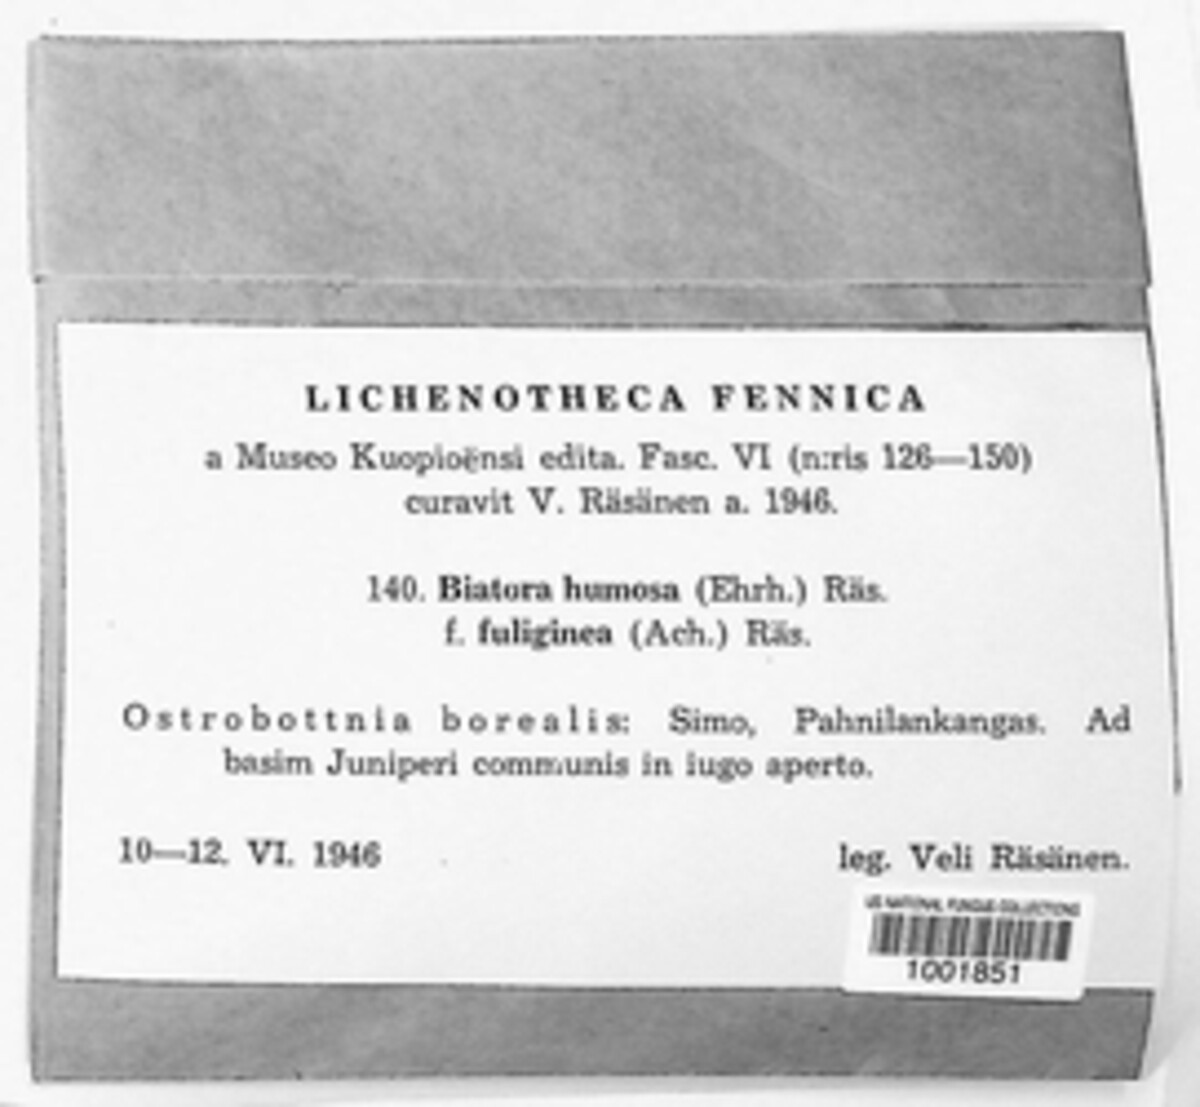 LICHENOTHECA FENNICA
a Museo Kuopioënsi edita. Fasc. VI (n:ris 126—150)
curavit V. Räsänen a. 1946.
140. Biatora humosa (Ehrh.) Räs.
f. fuliginea (Ach.) Räs.
Ostrobottnia borealis: Simo, Pahnilankangas. Ad
basim Juniperi communis in iugo aperto.
10—12. VI. 1946 leg. Veli Räsänen.
US NATIONAL FUNGUS COLLECTIONS
1001851